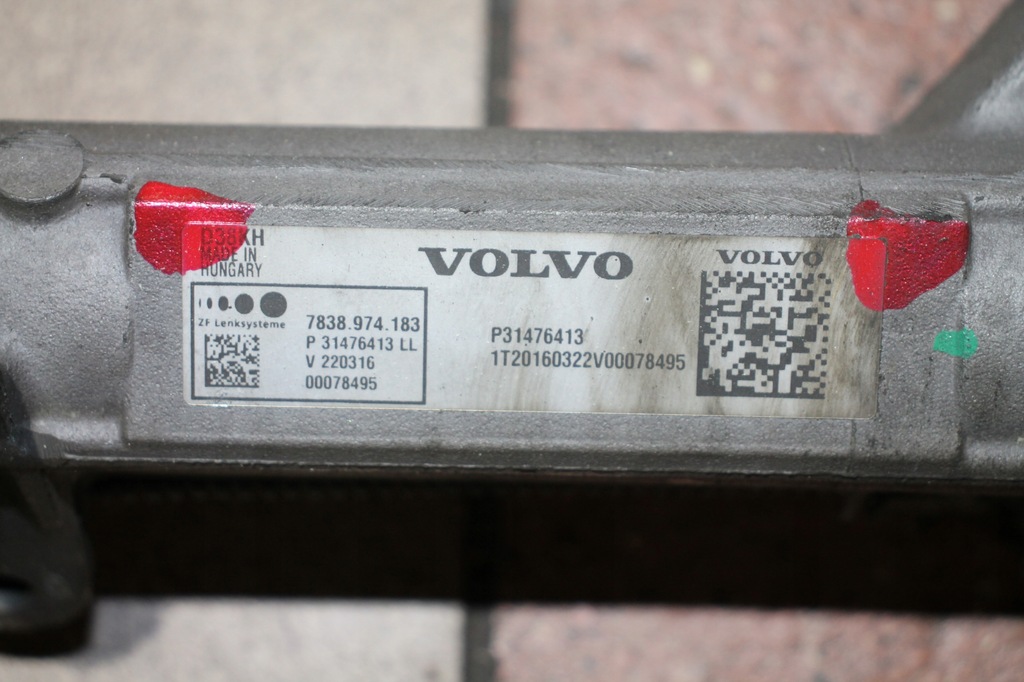 MADE IN
HUNGARY
ZF Lenksysteme
7838.974.183
P 31476413 LL
V 220316
00078495
VOLVO
P31476413
1T20160322V00078495
VOLVO